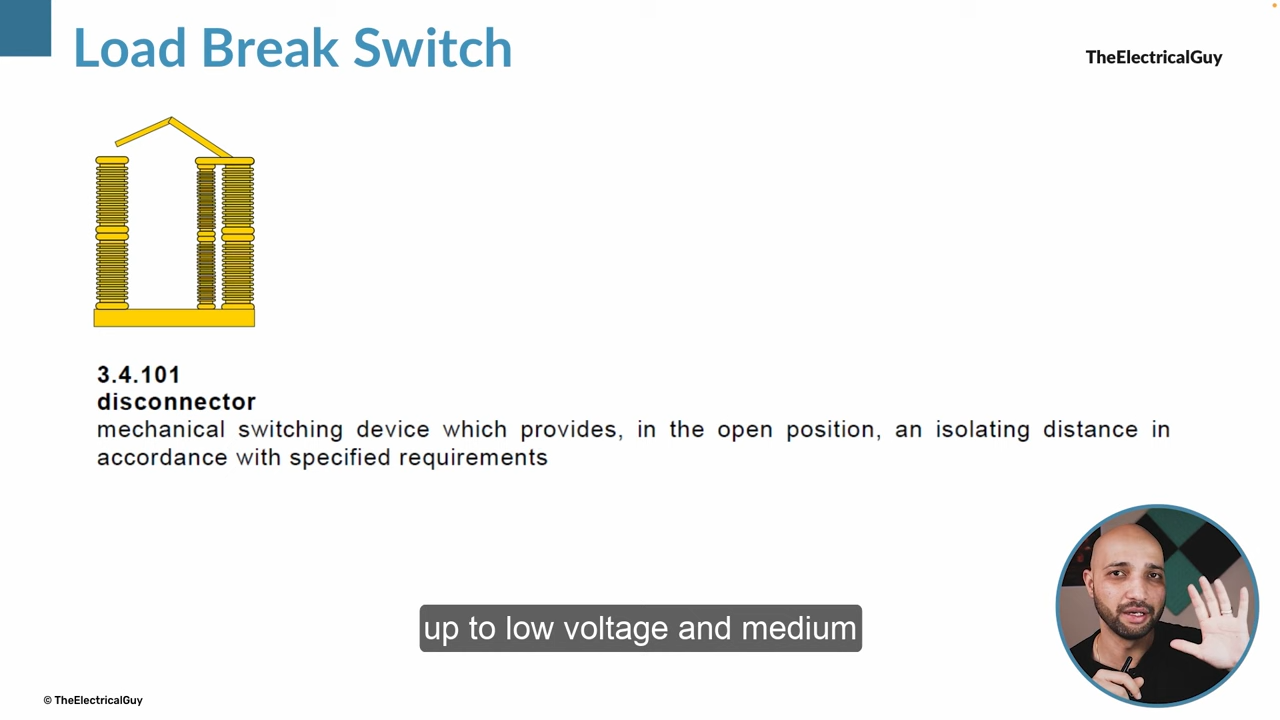 Load Break Switch
TheElectricalGuy
3.4.101
disconnector
mechanical switching device which provides, in the open position, an isolating distance in
accordance with specified requirements
up to low voltage and medium
© TheElectricalGuy